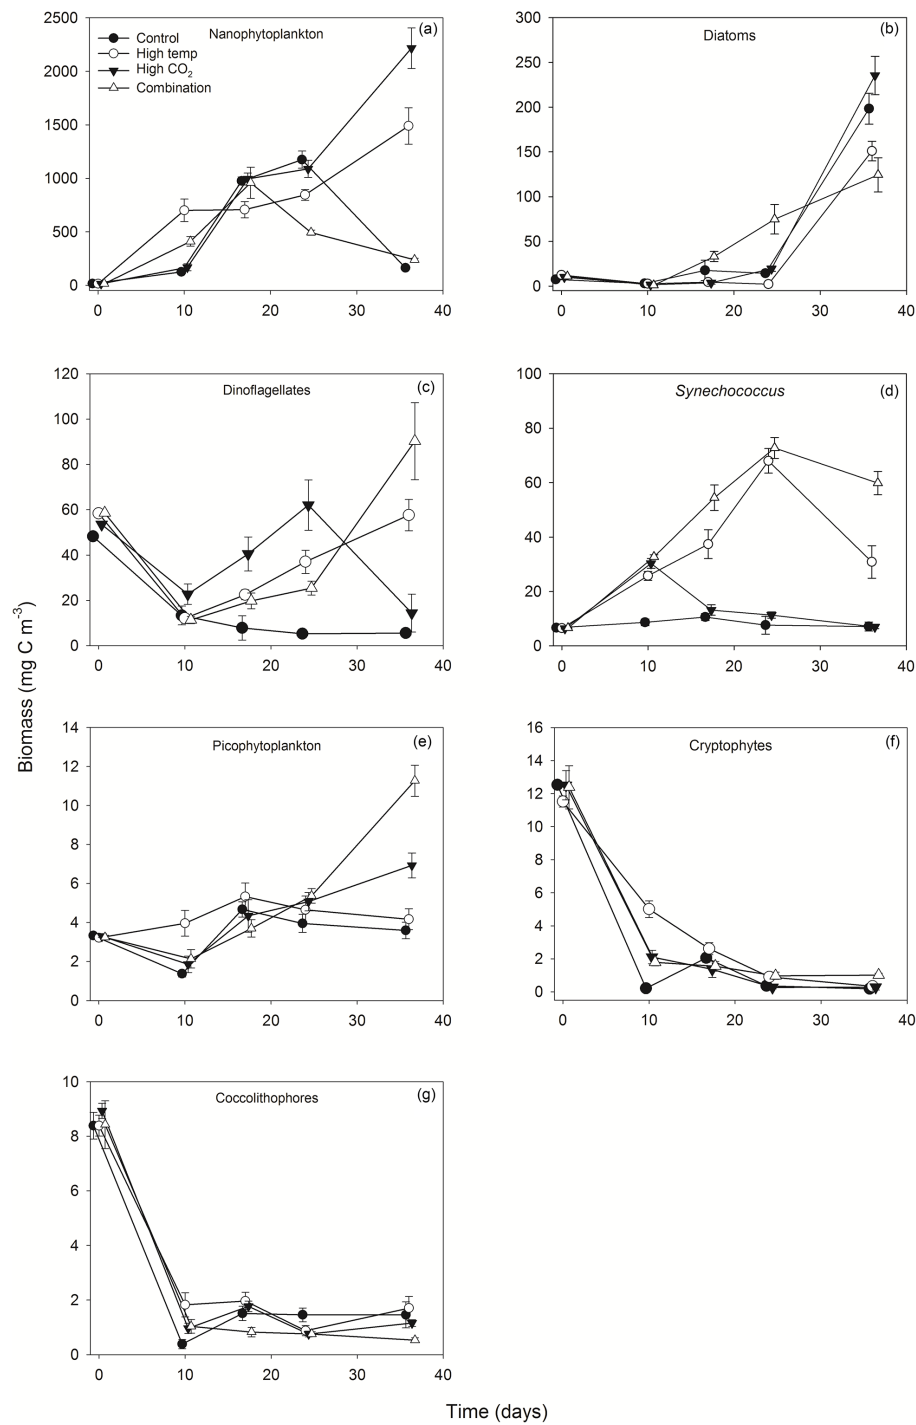 Biomass (mg C m⁻³)
Nanophytoplankton
(a)
Control
High temp
High CO₂
Combination
2500
2000
1500
1000
500
0
0 10 20 30 40
Diatoms
(b)
300
250
200
150
100
50
0
0 10 20 30 40
Dinoflagellates
(c)
120
100
80
60
40
20
0
0 10 20 30 40
Synechococcus
(d)
100
80
60
40
20
0
0 10 20 30 40
Picophytoplankton
(e)
14
12
10
8
6
4
2
0
0 10 20 30 40
Cryptophytes
(f)
16
14
12
10
8
6
4
2
0
0 10 20 30 40
Coccolithophores
(g)
10
8
6
4
2
0
0 10 20 30 40
Time (days)